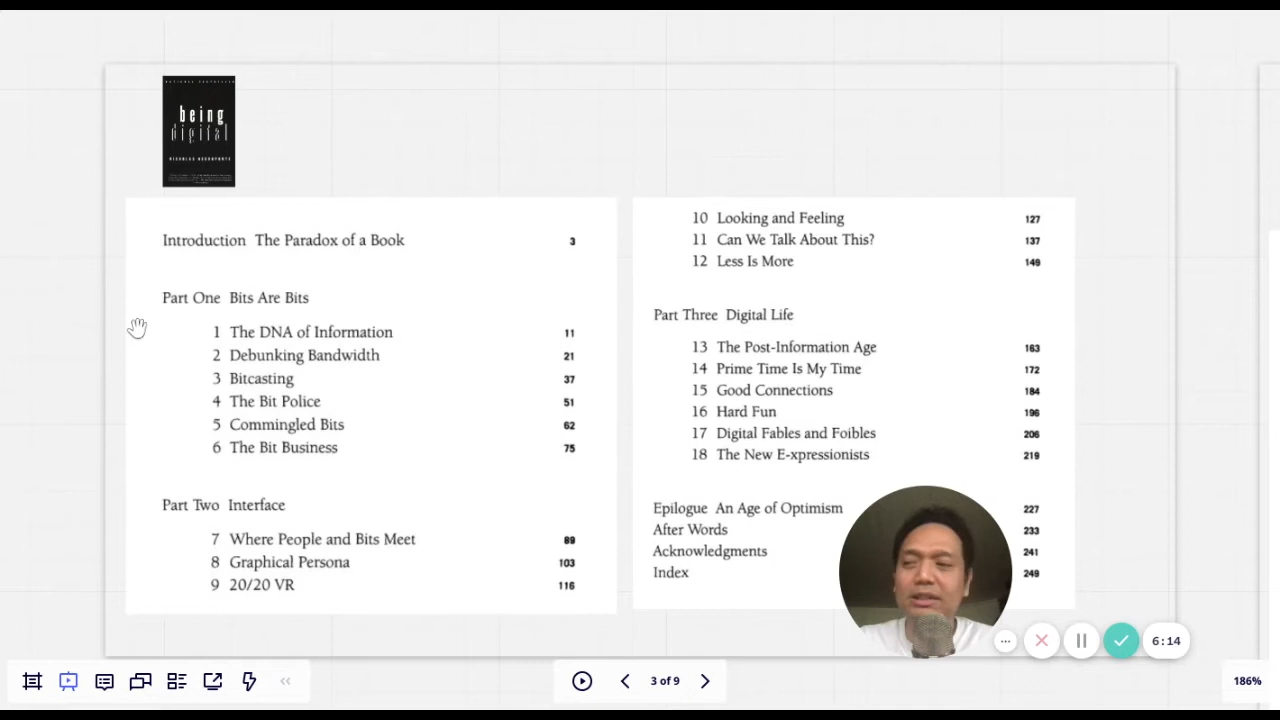 being
digital
NICHOLAS NEGROPONTE
Introduction The Paradox of a Book 3
Part One Bits Are Bits
1 The DNA of Information 11
2 Debunking Bandwidth 21
3 Bitcasting 37
4 The Bit Police 51
5 Commingled Bits 62
6 The Bit Business 75
Part Two Interface
7 Where People and Bits Meet 89
8 Graphical Persona 103
9 20/20 VR 116
10 Looking and Feeling 127
11 Can We Talk About This? 137
12 Less Is More 149
Part Three Digital Life
13 The Post-Information Age 163
14 Prime Time Is My Time 172
15 Good Connections 184
16 Hard Fun 196
17 Digital Fables and Foibles 206
18 The New E-xpressionists 219
Epilogue An Age of Optimism 227
After Words 233
Acknowledgments 241
Index 249
6:14
3 of 9
186%